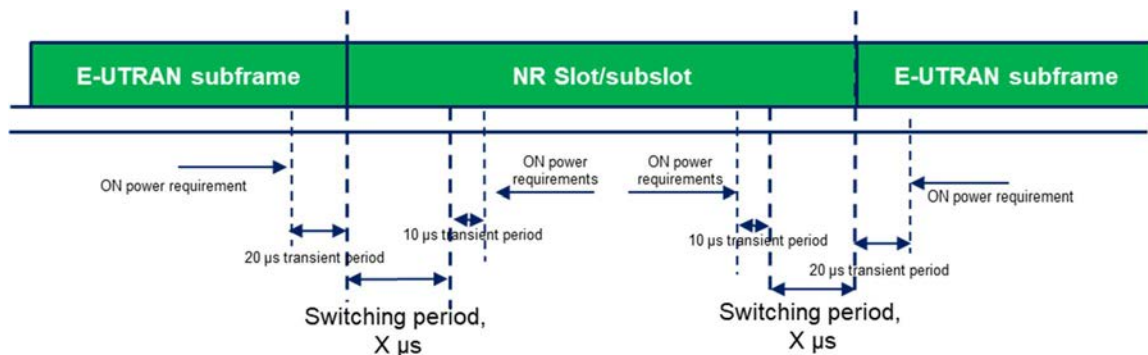 E-UTRAN subframe
NR Slot/subslot
E-UTRAN subframe
ON power requirement
ON power
requirements
ON power
requirements
ON power requirement
20 μs transient period
10 μs transient period
10 μs transient period
20 μs transient period
Switching period,
X μs
Switching period,
X μs